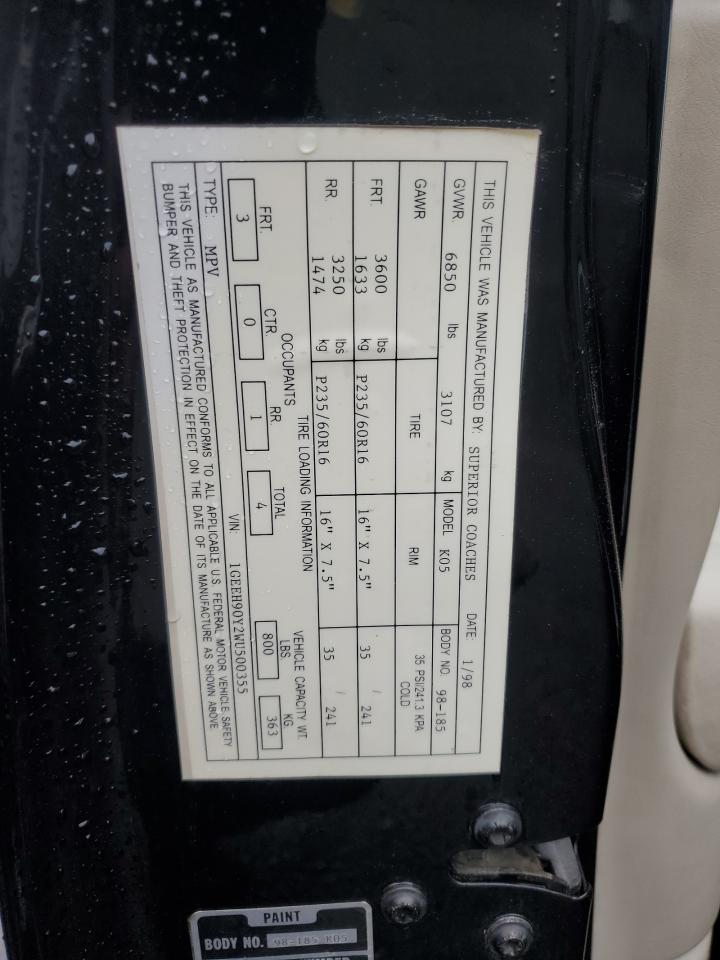 THIS VEHICLE WAS MANUFACTURED BY: SUPERIOR COACHES DATE: 1/98
GVWR: 6850 lbs 3107 kg MODEL K05 BODY NO. 98-185
GAWR TIRE RIM 35 PSI/241.3 KPA
COLD
FRT. 3600 lbs P235/60R16 16" X 7.5" 35 / 241
1633 kg
RR. 3250 lbs P235/60R16 16" X 7.5" 35 / 241
1474 kg
TIRE LOADING INFORMATION
OCCUPANTS VEHICLE CAPACITY WT.
FRT. CTR. RR. TOTAL LBS. KG.
3 0 1 4 800 363
TYPE: MPV VIN: 1GEEH90Y2WU500355
THIS VEHICLE AS MANUFACTURED CONFORMS TO ALL APPLICABLE U.S. FEDERAL MOTOR VEHICLE SAFETY
BUMPER AND THEFT PROTECTION IN EFFECT ON THE DATE OF ITS MANUFACTURE AS SHOWN ABOVE
PAINT
BODY NO. 98-185 K05